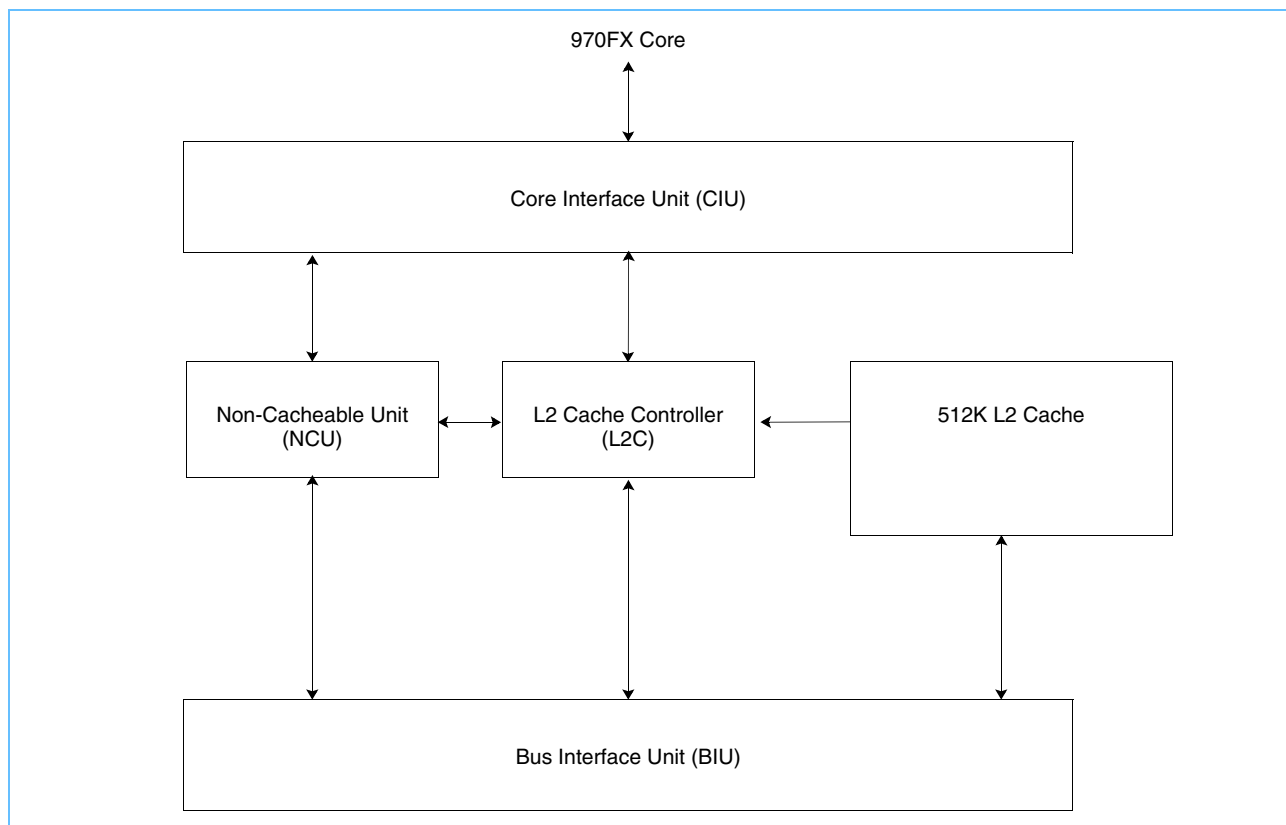 970FX Core
Core Interface Unit (CIU)
Non-Cacheable Unit
(NCU)
L2 Cache Controller
(L2C)
512K L2 Cache
Bus Interface Unit (BIU)